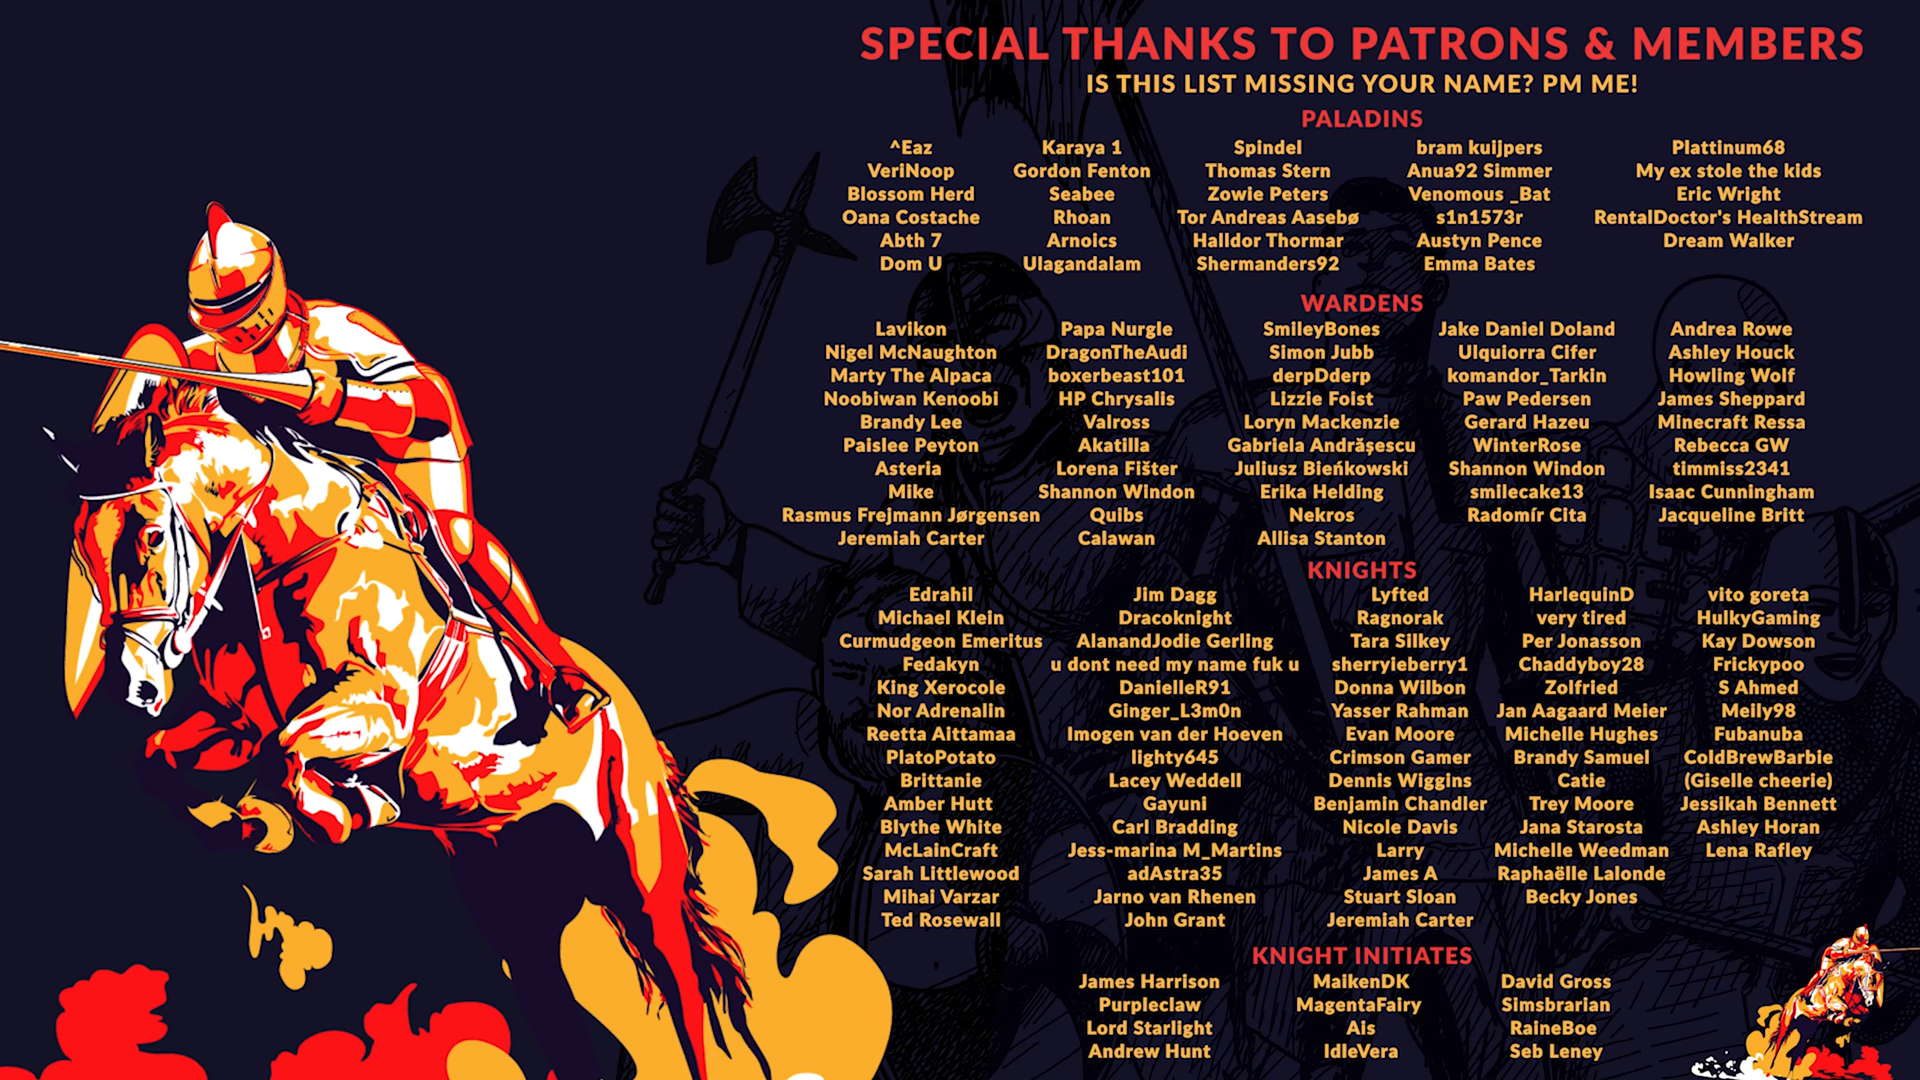 SPECIAL THANKS TO PATRONS & MEMBERS
IS THIS LIST MISSING YOUR NAME? PM ME!
PALADINS
^Eaz
VeriNoop
Blossom Herd
Oana Costache
Abth 7
Dom U
Karaya 1
Gordon Fenton
Seabee
Rhoan
Arnoics
Ulagandalam
Spindel
Thomas Stern
Zowie Peters
Tor Andreas Aasebø
Halldor Thormar
Shermanders92
bram kuijpers
Anua92 Simmer
Venomous _Bat
s1n1573r
Austyn Pence
Emma Bates
Plattinum68
My ex stole the kids
Eric Wright
RentalDoctor's HealthStream
Dream Walker
WARDENS
Lavikon
Nigel McNaughton
Marty The Alpaca
Noobiwan Kenoobi
Brandy Lee
Paislee Peyton
Asteria
Mike
Rasmus Frejmann Jørgensen
Jeremiah Carter
Papa Nurgle
DragonTheAudi
boxerbeast101
HP Chrysalis
Valross
Akatilla
Lorena Fišter
Shannon Windon
Quibs
Calawan
SmileyBones
Simon Jubb
derpDderp
Lizzie Foist
Loryn Mackenzie
Gabriela Andrășescu
Juliusz Bieńkowski
Erika Helding
Nekros
Allisa Stanton
Jake Daniel Doland
Ulquiorra Cifer
komandor_Tarkin
Paw Pedersen
Gerard Hazeu
WinterRose
Shannon Windon
smilecake13
Radomír Cita
Andrea Rowe
Ashley Houck
Howling Wolf
James Sheppard
Minecraft Ressa
Rebecca GW
timmiss2341
Isaac Cunningham
Jacqueline Britt
KNIGHTS
Edrahil
Michael Klein
Curmudgeon Emeritus
Fedakyn
King Xerocole
Nor Adrenalin
Reetta Aittamaa
PlatoPotato
Brittanie
Amber Hutt
Blythe White
McLainCraft
Sarah Littlewood
Mihai Varzar
Ted Rosewall
Jim Dagg
Dracoknight
AlanandJodie Gerling
u dont need my name fuk u
DanielleR91
Ginger_L3m0n
Imogen van der Hoeven
lighty645
Lacey Weddell
Gayuni
Carl Bradding
Jess-marina M_Martins
adAstra35
Jarno van Rhenen
John Grant
Lyfted
Ragnorak
Tara Silkey
sherryleberry1
Donna Wilbon
Yasser Rahman
Evan Moore
Crimson Gamer
Dennis Wiggins
Benjamin Chandler
Nicole Davis
Larry
James A
Stuart Sloan
Jeremiah Carter
HarlequinD
very tired
Per Jonasson
Chaddyboy28
Zolfried
Jan Aagaard Meier
Michelle Hughes
Brandy Samuel
Catie
Trey Moore
Jana Starosta
Michelle Weedman
Raphaëlle Lalonde
Becky Jones
vito goreta
HulkyGaming
Kay Dowson
Frickypoo
S Ahmed
Meily98
Fubanuba
ColdBrewBarbie
(Giselle cheerie)
Jessikah Bennett
Ashley Horan
Lena Rafley
KNIGHT INITIATES
James Harrison
Purpleclaw
Lord Starlight
Andrew Hunt
MaikenDK
MagentaFairy
Ais
IdleVera
David Gross
Simsbrarian
RaineBoe
Seb Leney